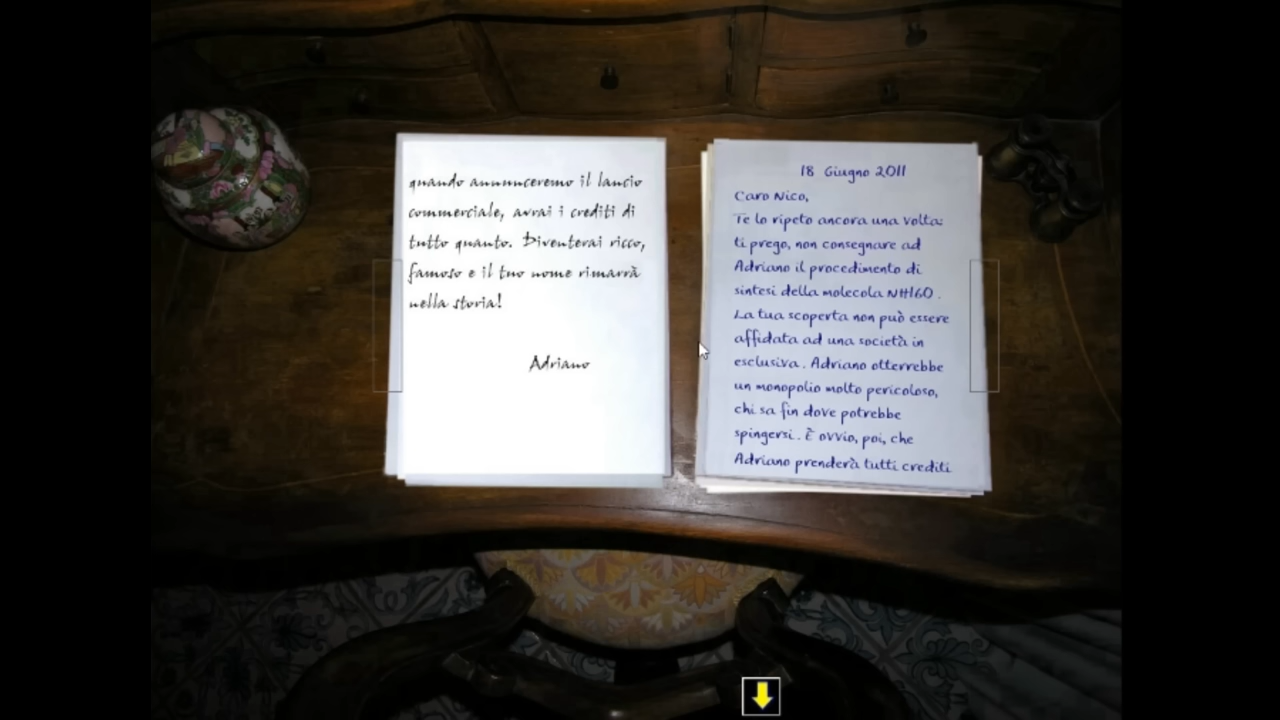 quando annunceremo il lancio
commerciale, avrai i crediti di
tutto quanto. Diventerai ricco,
famoso e il tuo nome rimarrà
nella storia!
Adriano
18 Giugno 2011
Caro Nico,
Te lo ripeto ancora una volta:
ti prego, non consegnare ad
Adriano il procedimento di
sintesi della molecola NH160.
La tua scoperta non può essere
affidata ad una società in
esclusiva. Adriano otterrebbe
un monopolio molto pericoloso,
chi sa fin dove potrebbe
spingersi. È ovvio, poi, che
Adriano prenderà tutti crediti